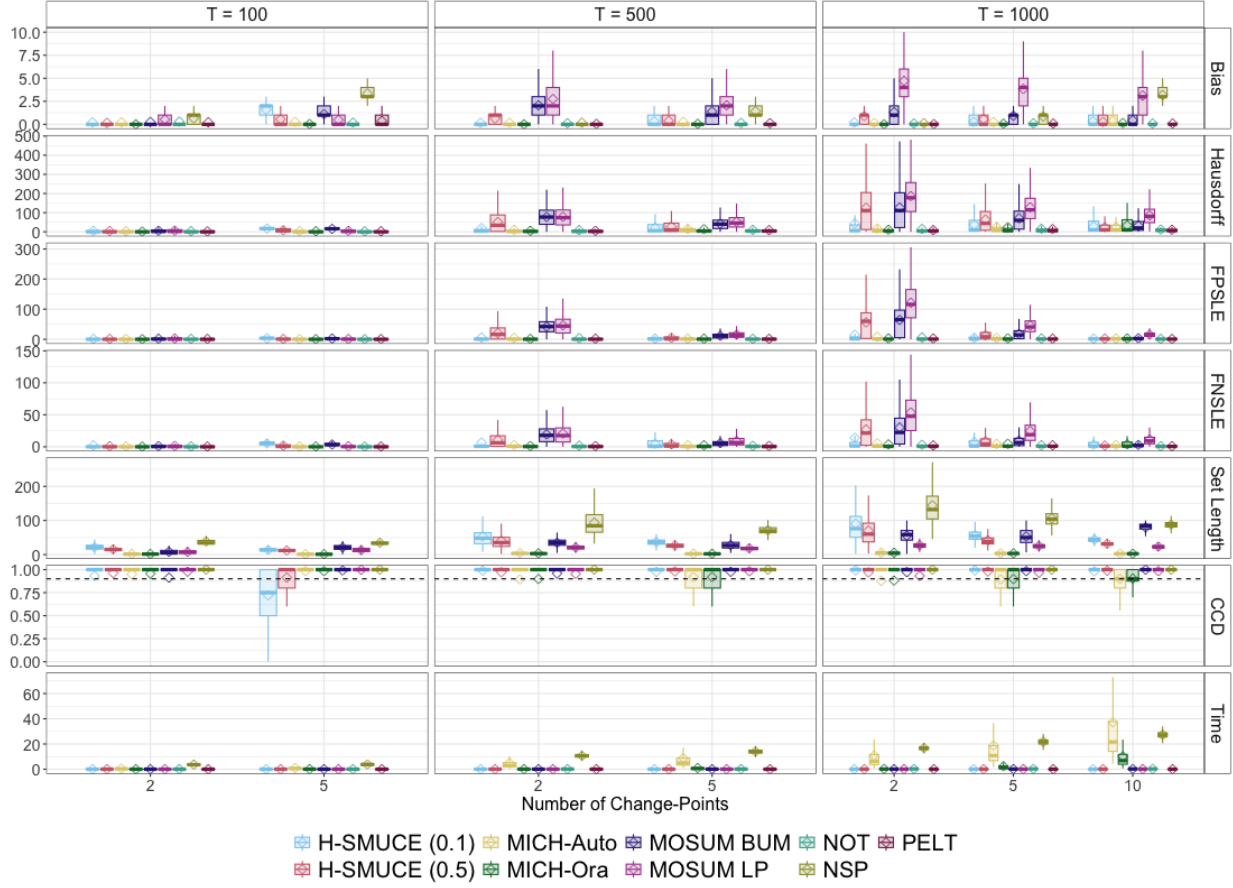 T = 100 T = 500 T = 1000
10.0
7.5
5.0
2.5
0.0
Bias
500
400
300
200
100
0
Hausdorff
300
200
100
0
FPSLE
150
100
50
0
FNSLE
200
100
0
Set Length
1.00
0.75
0.50
0.25
0.00
CCD
60
40
20
0
Time
2 5 2 5 2 5 10
Number of Change-Points
H-SMUCE (0.1) MICH-Auto MOSUM BUM NOT PELT
H-SMUCE (0.5) MICH-Ora MOSUM LP NSP